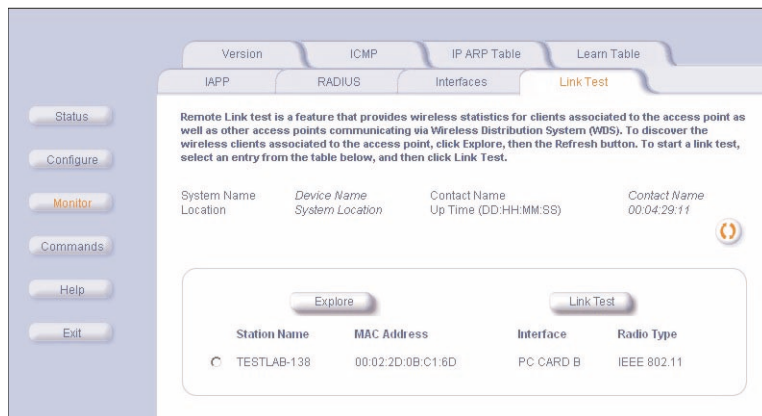 Version ICMP IP ARP Table Learn Table
IAPP RADIUS Interfaces Link Test
Status
Configure
Monitor
Commands
Help
Exit
Remote Link test is a feature that provides wireless statistics for clients associated to the access point as
well as other access points communicating via Wireless Distribution System (WDS). To discover the
wireless clients associated to the access point, click Explore, then the Refresh button. To start a link test,
select an entry from the table below, and then click Link Test.
System Name Device Name Contact Name Contact Name
Location System Location Up Time (DD:HH:MM:SS) 00:04:29:11
Explore Link Test
Station Name MAC Address Interface Radio Type
TESTLAB-138 00:02:2D:0B:C1:6D PC CARD B IEEE 802.11